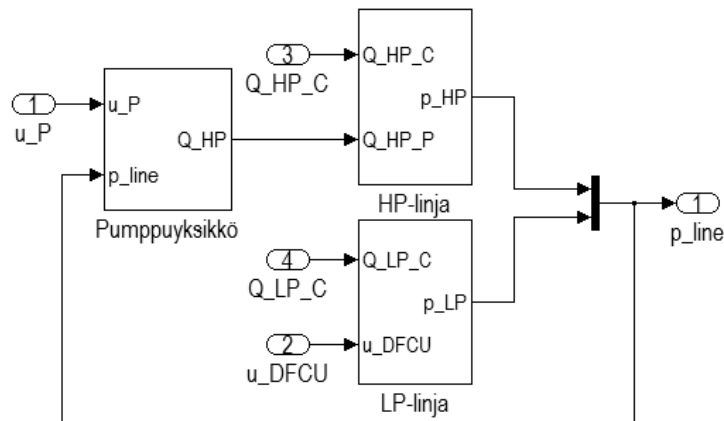 1
u_P
u_P
p_line
Q_HP
Pumppuyksikkö
3
Q_HP_C
Q_HP_C
Q_HP_P
p_HP
HP-linja
4
Q_LP_C
2
u_DFCU
Q_LP_C
u_DFCU
p_LP
LP-linja
1
p_line